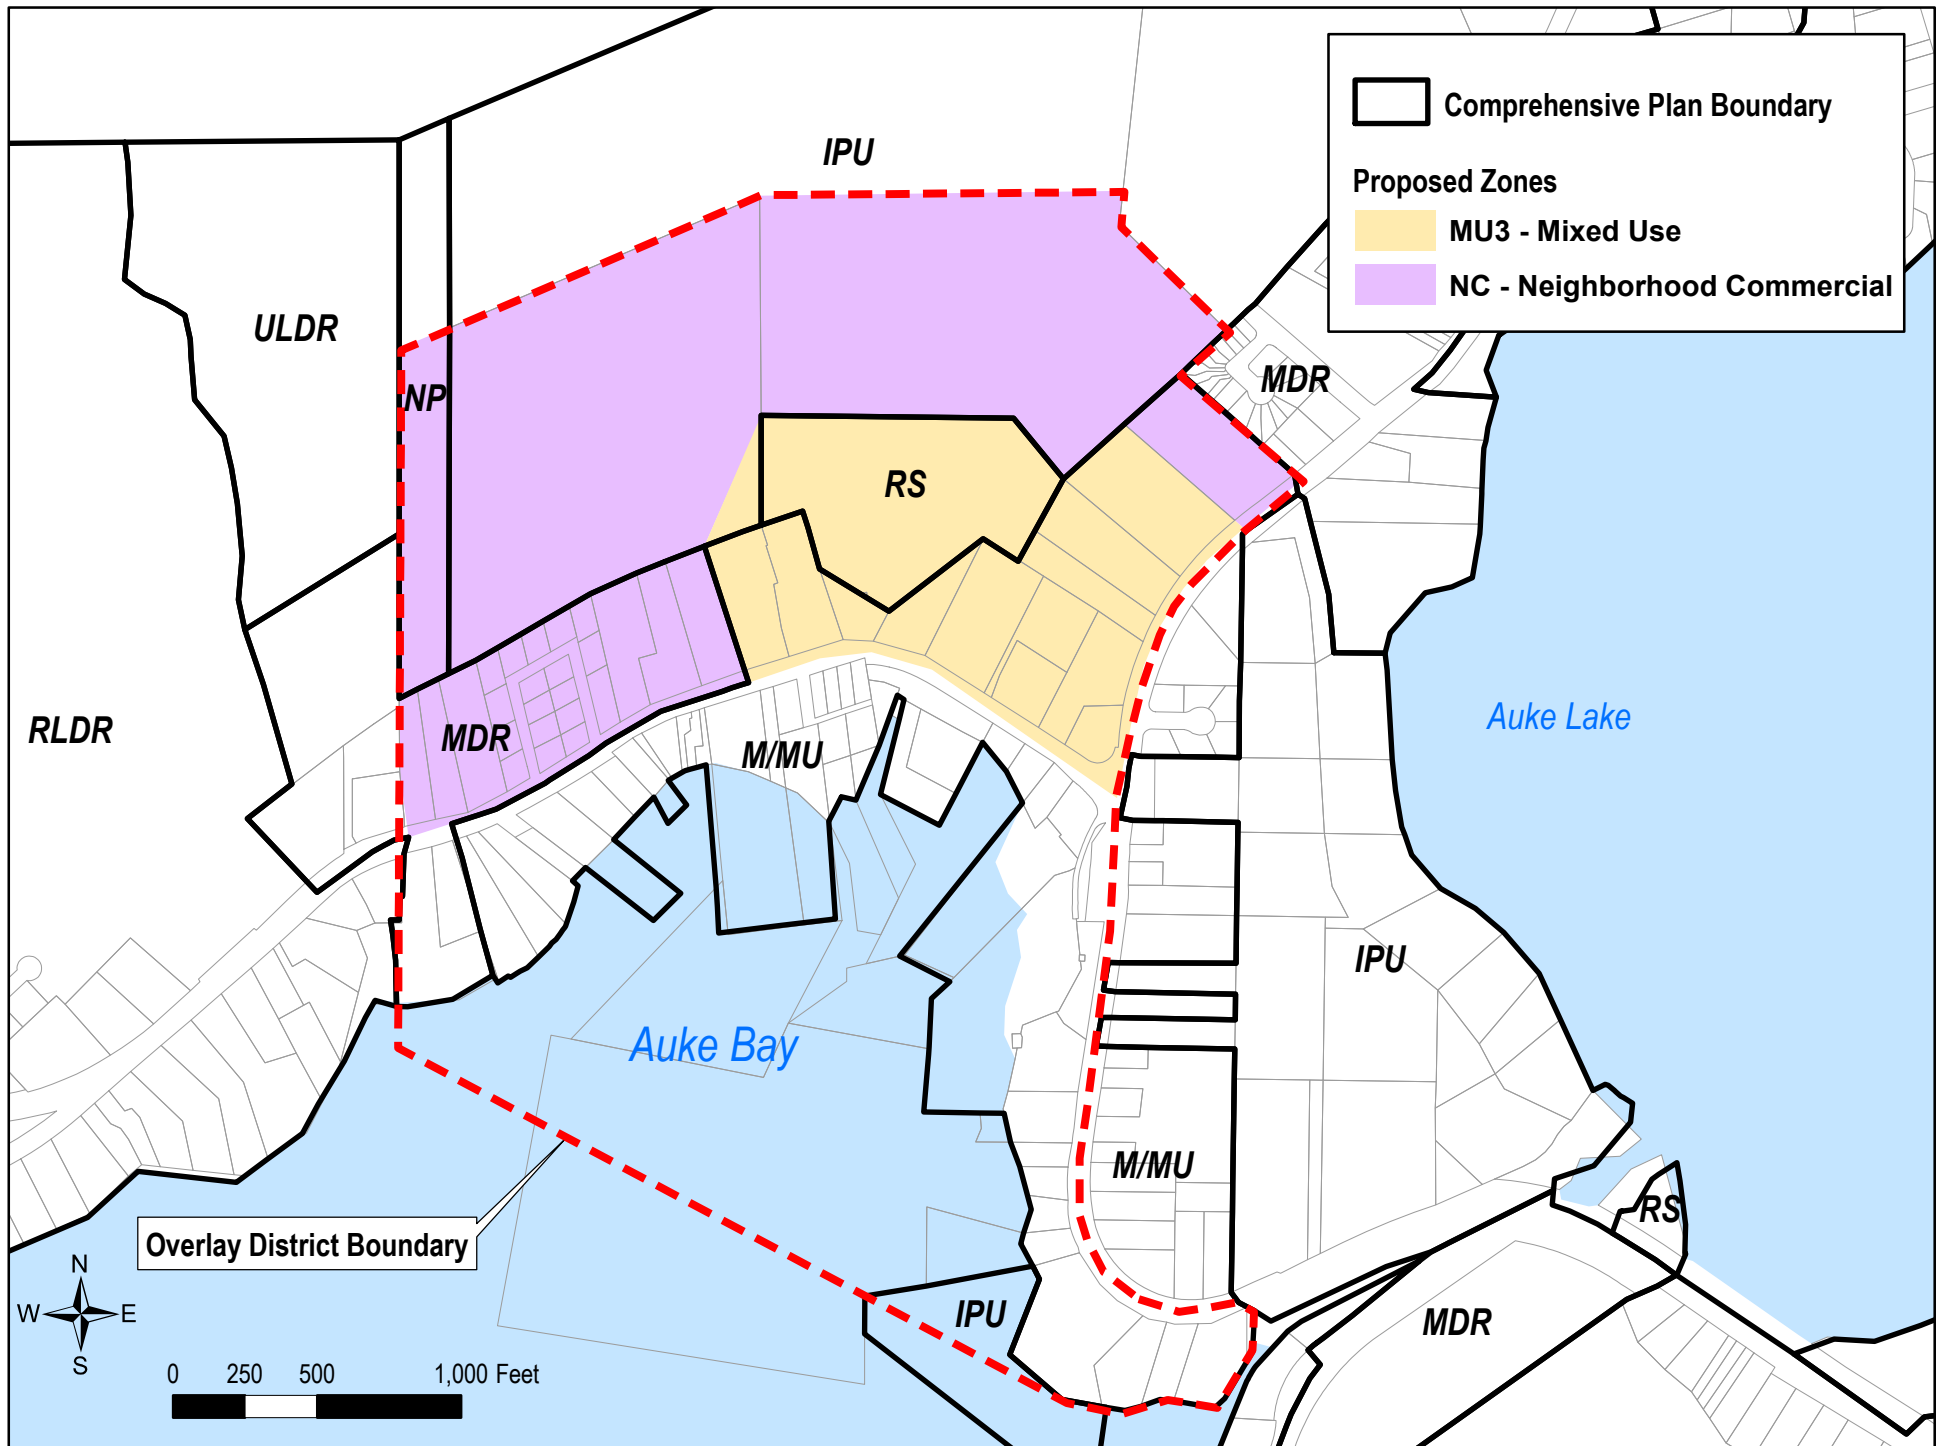 Comprehensive Plan Boundary
Proposed Zones
MU3 - Mixed Use
NC - Neighborhood Commercial
IPU
ULDR
NP
MDR
RS
RLDR
MDR
M/MU
Auke Lake
IPU
Auke Bay
M/MU
RS
Overlay District Boundary
IPU
MDR
N
W
E
S
0 250 500 1,000 Feet